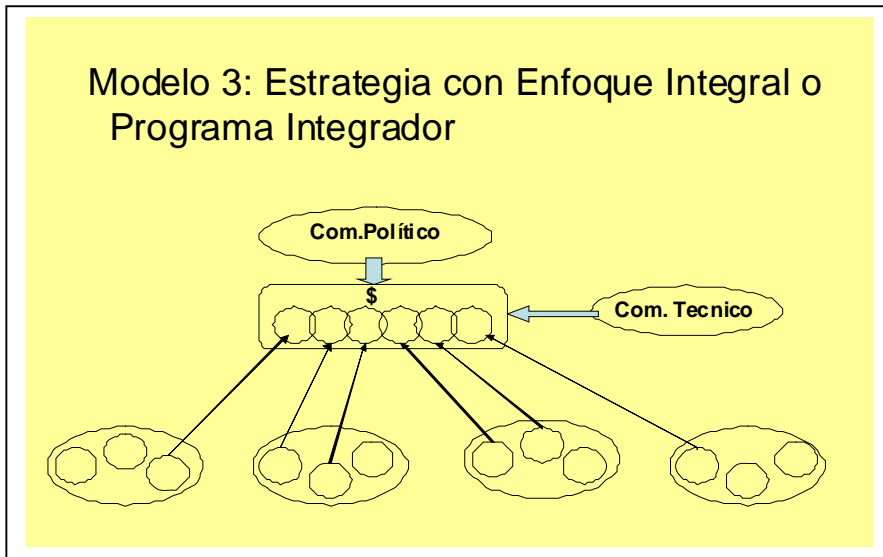 Modelo 3: Estrategia con Enfoque Integral o
Programa Integrador
Com.Político
$
Com. Tecnico